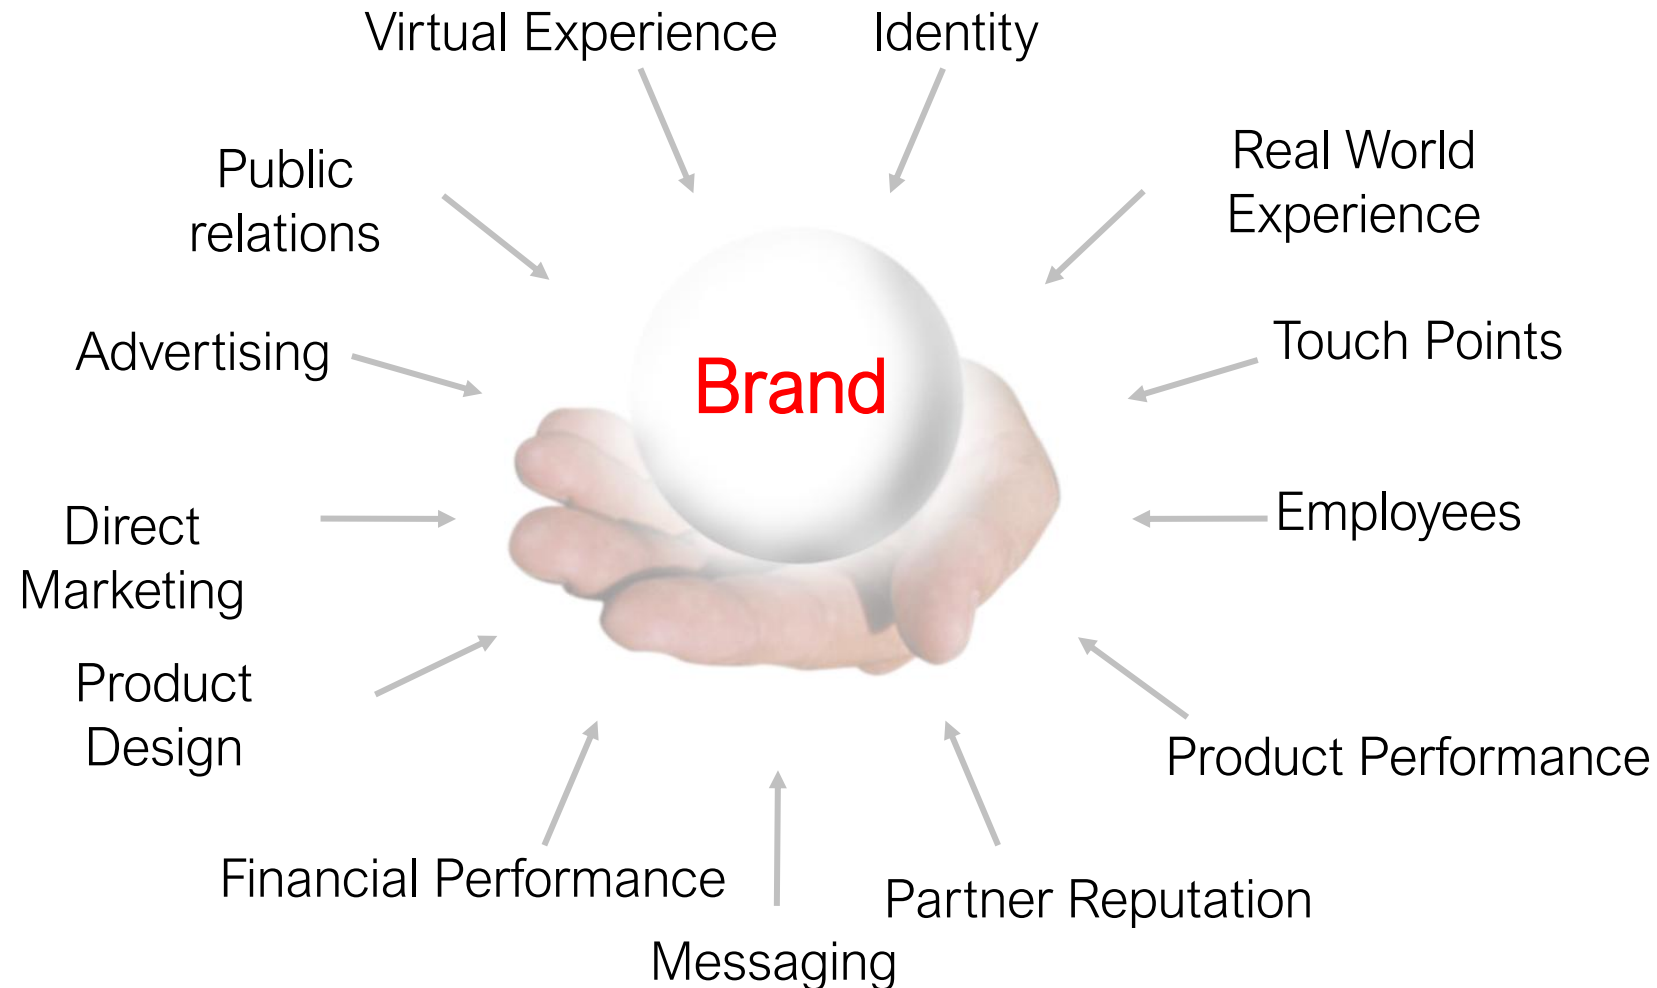 Virtual Experience
Identity
Public
relations
Real World
Experience
Advertising
Brand
Touch Points
Direct
Marketing
Employees
Product
Design
Product Performance
Financial Performance
Partner Reputation
Messaging